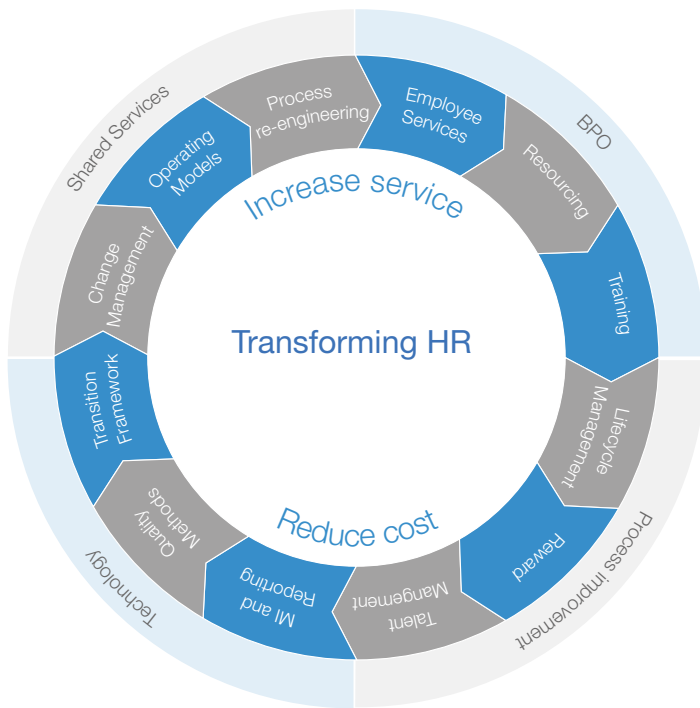 Transforming HR
Increase service
Reduce cost
BPO
Process improvement
Technology
Shared Services
Employee
Services
Resourcing
Training
Lifecycle
Management
Reward
Talent
Mangement
MI and
Reporting
Quality
Methods
Transition
Framework
Change
Management
Operating
Models
Process
re-engineering